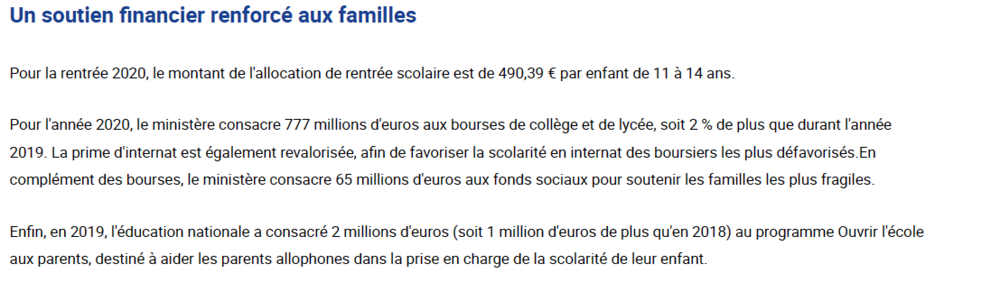 Un soutien financier renforcé aux familles
Pour la rentrée 2020, le montant de l'allocation de rentrée scolaire est de 490,39 € par enfant de 11 à 14 ans.
Pour l'année 2020, le ministère consacre 777 millions d'euros aux bourses de collège et de lycée, soit 2 % de plus que durant l'année
2019. La prime d'internat est également revalorisée, afin de favoriser la scolarité en internat des boursiers les plus défavorisés.En
complément des bourses, le ministère consacre 65 millions d'euros aux fonds sociaux pour soutenir les familles les plus fragiles.
Enfin, en 2019, l'éducation nationale a consacré 2 millions d'euros (soit 1 million d'euros de plus qu'en 2018) au programme Ouvrir l'école
aux parents, destiné à aider les parents allophones dans la prise en charge de la scolarité de leur enfant.